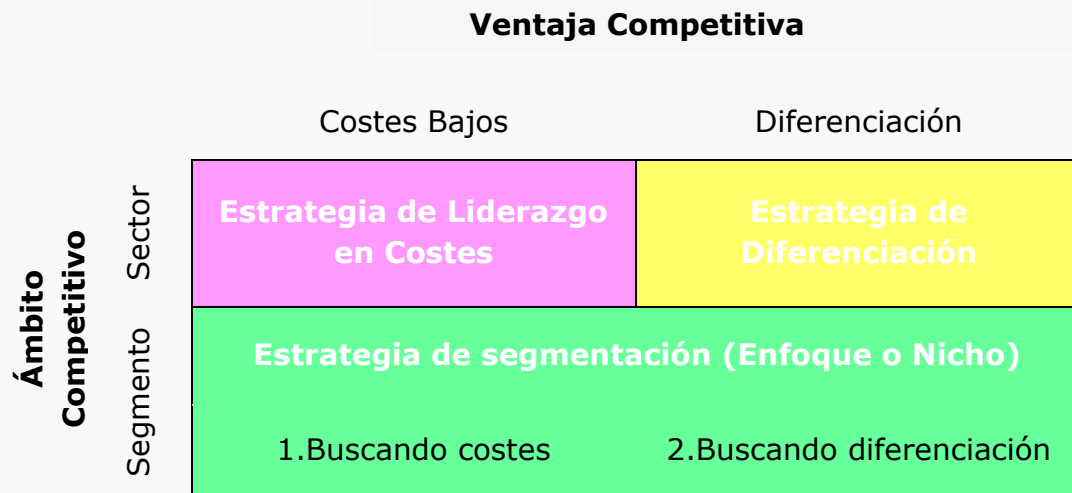 Ventaja Competitiva
Costes Bajos
Diferenciación
Ámbito
Competitivo
Sector
Estrategia de Liderazgo
en Costes
Estrategia de
Diferenciación
Segmento
Estrategia de segmentación (Enfoque o Nicho)
1.Buscando costes
2.Buscando diferenciación